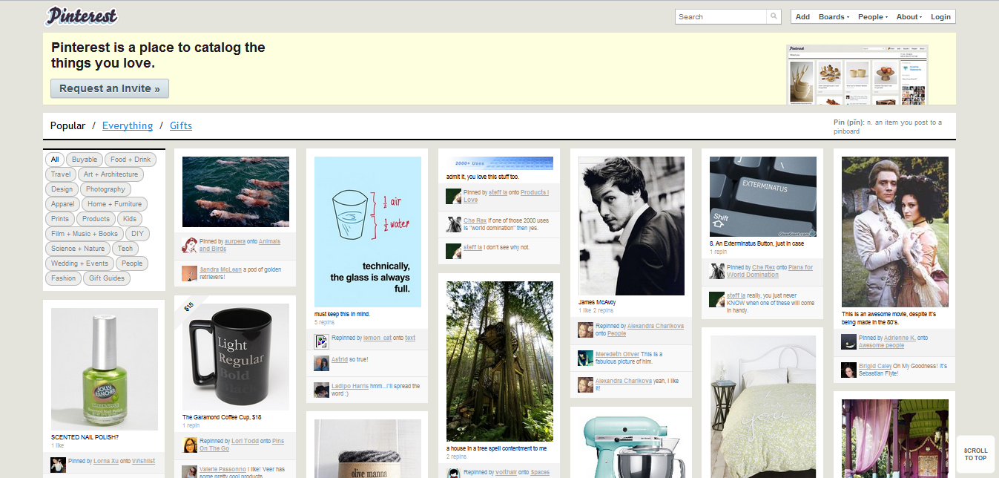 Pinterest
Search
Add Boards People About Login
Pinterest is a place to catalog the
things you love.
Request an Invite »
Popular / Everything / Gifts
Pin (pĭn): n. an item you post to a
pinboard
All Buyable Food + Drink
Travel Art + Architecture
Design Photography
Apparel Home + Furniture
Prints Products Kids
Film + Music + Books DIY
Science + Nature Tech
Wedding + Events People
Fashion Gift Guides
JOLLY
RANCHER
GREEN APPLE
Scented Nail Polish
SCENTED NAIL POLISH?
1 like
Pinned by Lorna Xu onto Wishlist
Pinned by aurpera onto Animals
and Birds
Sandra McLean a pod of golden
retrievers!
$18
Light
Regular
Bold
Black
The Garamond Coffee Cup, $18
1 repin
Repinned by Lori Todd onto Pins
On The Go
Valerie Passonno I like! Veer has
some pretty cool products
½ air
½ water
technically,
the glass is always
full.
must keep this in mind.
5 repins
Repinned by lemon_cat onto text
Astrid so true!
Ladipo Harris hmm...I'll spread the
word :)
olive manna
2000+ Uses
admit it, you love this stuff too.
Pinned by steff la onto Products I
Love
Che Rex If one of those 2000 uses
is "world domination" then yes.
steff la I don't see why not.
a house in a tree spell contentment to me
2 repins
Repinned by volthair onto Spaces
James McAvoy
1 like 2 repins
Repinned by Alexandra Charikova
onto People
Meredeth Oliver This is a
fabulous picture of him.
Alexandra Charikova yeah, I like
it!
EXTERMINATUS
Shift
8. An Exterminatus Button, just in case
1 repin
Pinned by Che Rex onto Plans for
World Domination
steff la really, you just never
KNOW when one of these will come
in handy.
you
This is an awesome movie, despite it's
being made in the 80's.
Pinned by Adrienne K. onto
Awesome people
Brigid Caley Oh My Goodness! It's
Sebastian Flyte!
SCROLL
TO TOP